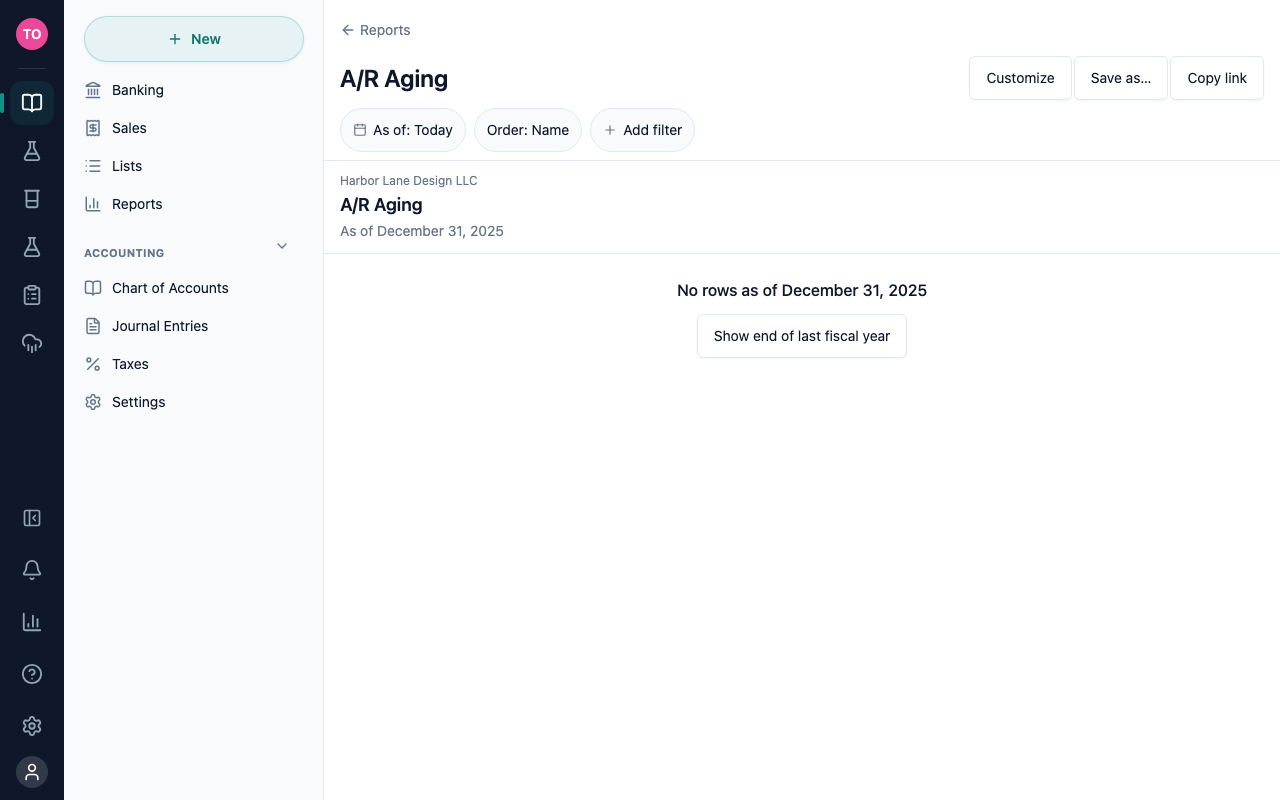 TO
New
Banking
Sales
Lists
Reports
ACCOUNTING
Chart of Accounts
Journal Entries
Taxes
Settings
Reports
A/R Aging
Customize
Save as...
Copy link
As of: Today
Order: Name
Add filter
Harbor Lane Design LLC
A/R Aging
As of December 31, 2025
No rows as of December 31, 2025
Show end of last fiscal year